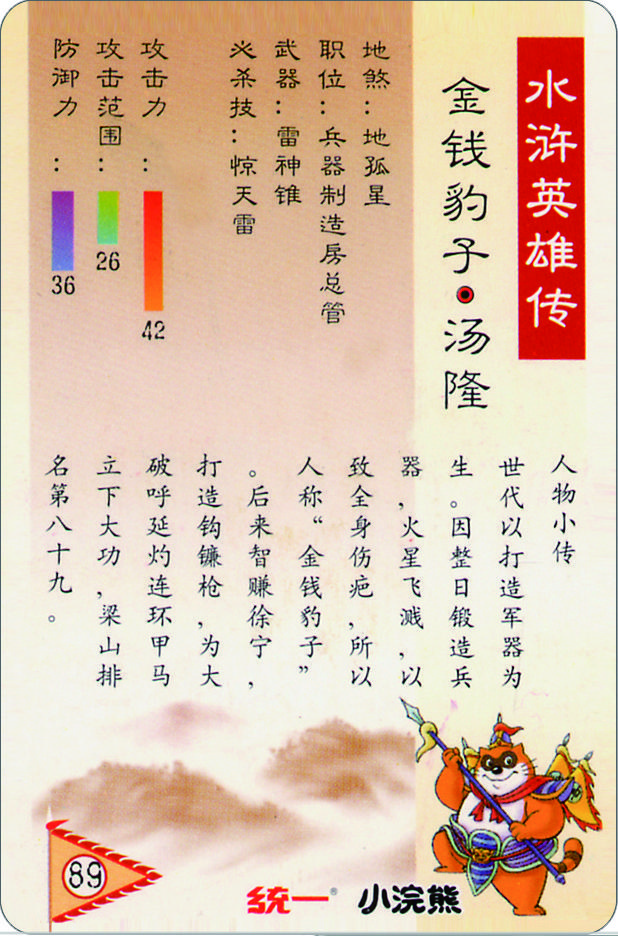 水浒英雄传
金钱豹子·汤隆
地煞：地孤星
职位：兵器制造房总管
武器：雷神锥
必杀技：惊天雷
攻击力：
42
攻击范围：
26
防御力：
36
人物小传
世代以打造军器为
生。因整日锻造兵
器，火星飞溅，以
致全身伤疤，所以
人称“金钱豹子”
。后来智赚徐宁，
打造钩镰枪，为大
破呼延灼连环甲马
立下大功，梁山排
名第八十九。
89
统一® 小浣熊